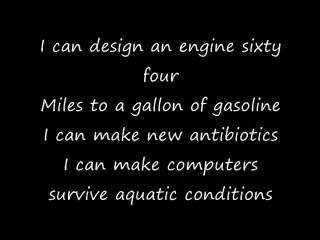 I can design an engine sixty
four
Miles to a gallon of gasoline
I can make new antibiotics
I can make computers
survive aquatic conditions